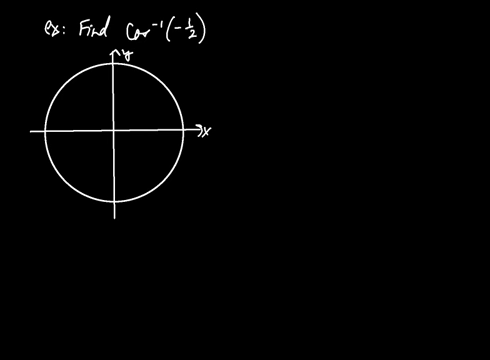 ex: Find cos⁻¹(-1/2)
y
x